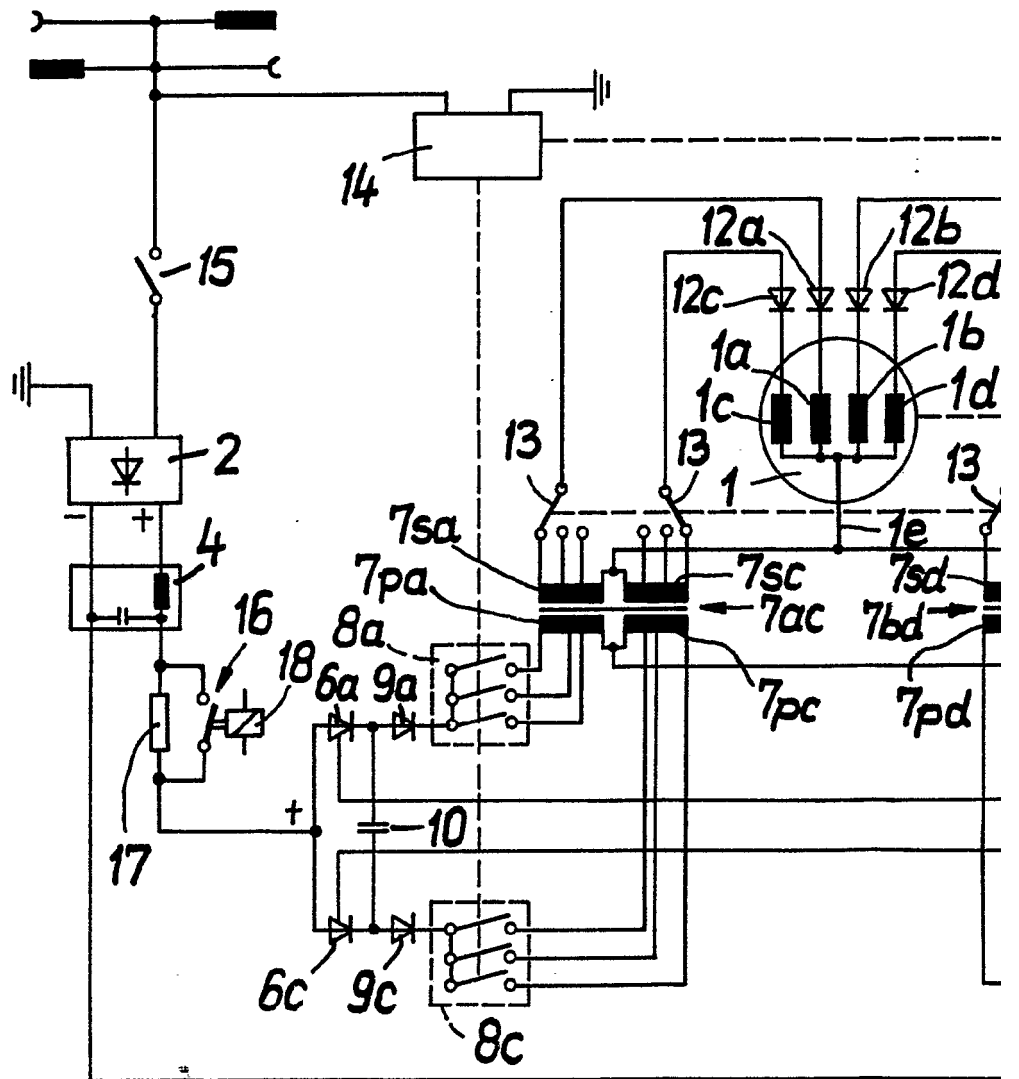 14
15
12a 12b
12c 12d
1a 1b
1c 1d
2
13 13 13
1
− +
1e
4
7sa 7sc 7sd
7pa 7ac 7bd
16
8a
18 6a 9a
7pc 7pd
+
10
17
6c 9c
8c